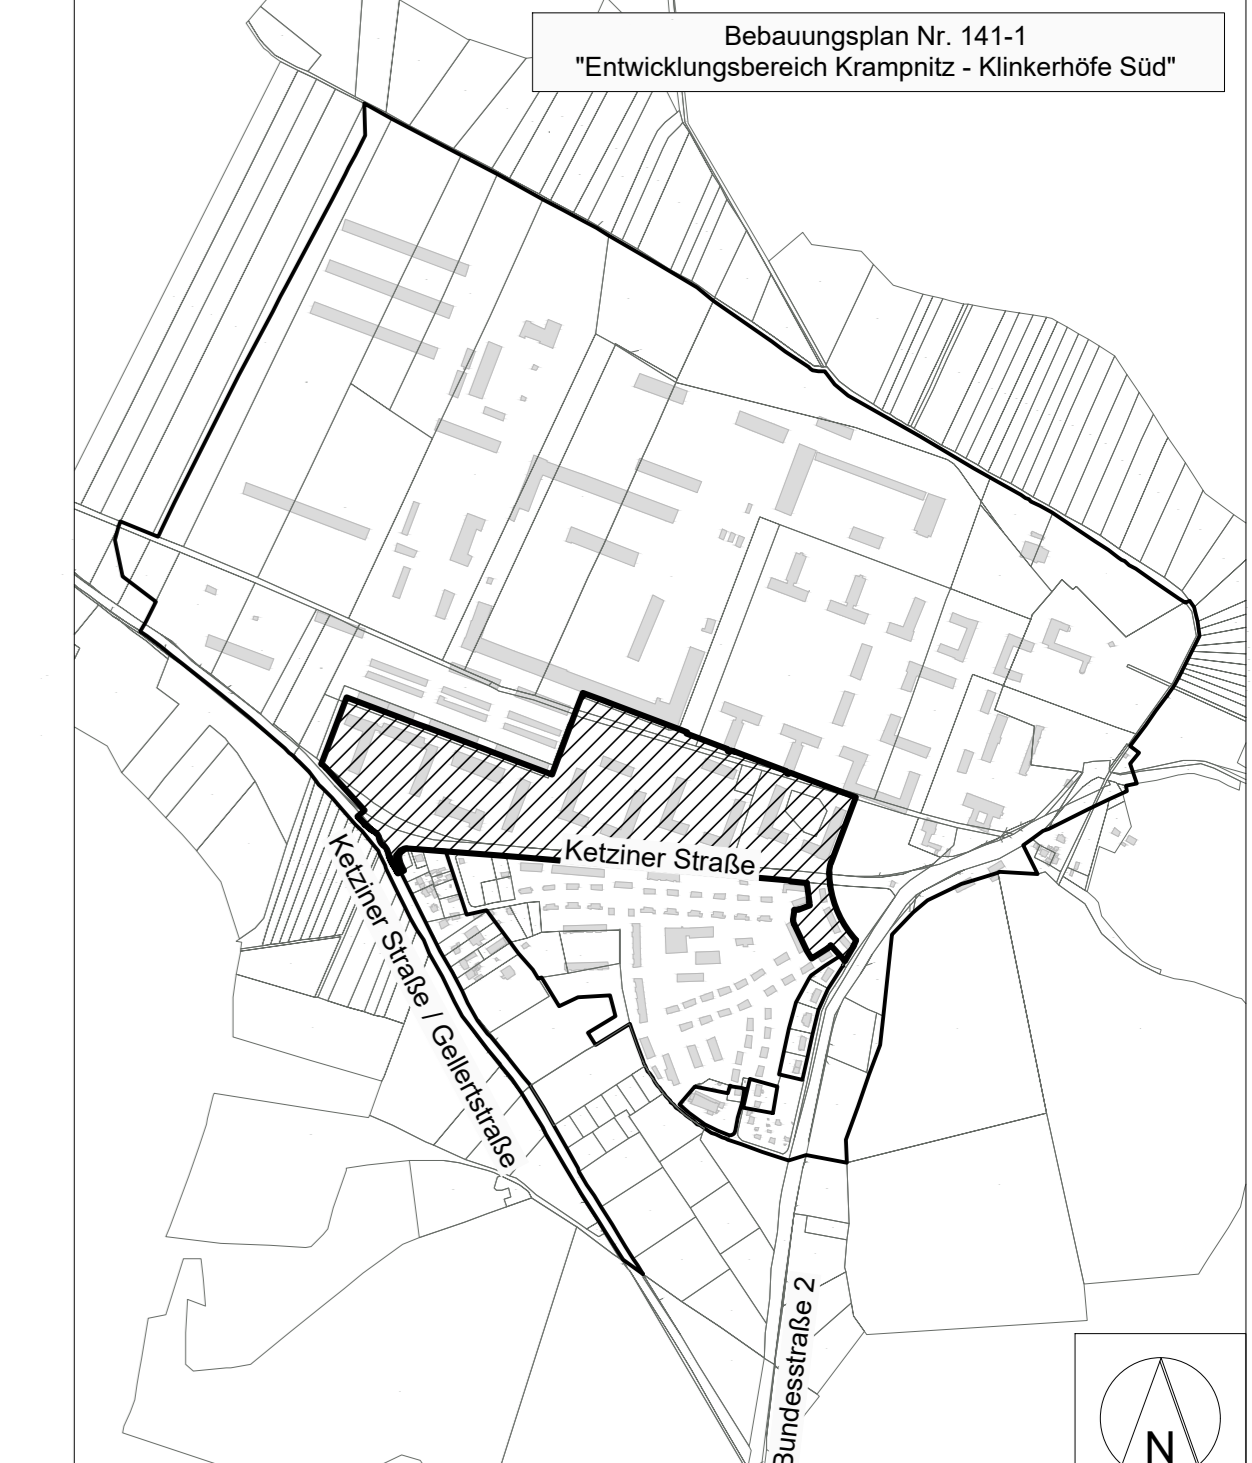 Bebauungsplan Nr. 141-1
"Entwicklungsbereich Krampnitz - Klinkerhöfe Süd"
Ketziner Straße
Ketziner Straße / Gellertstraße
Bundesstraße 2
N